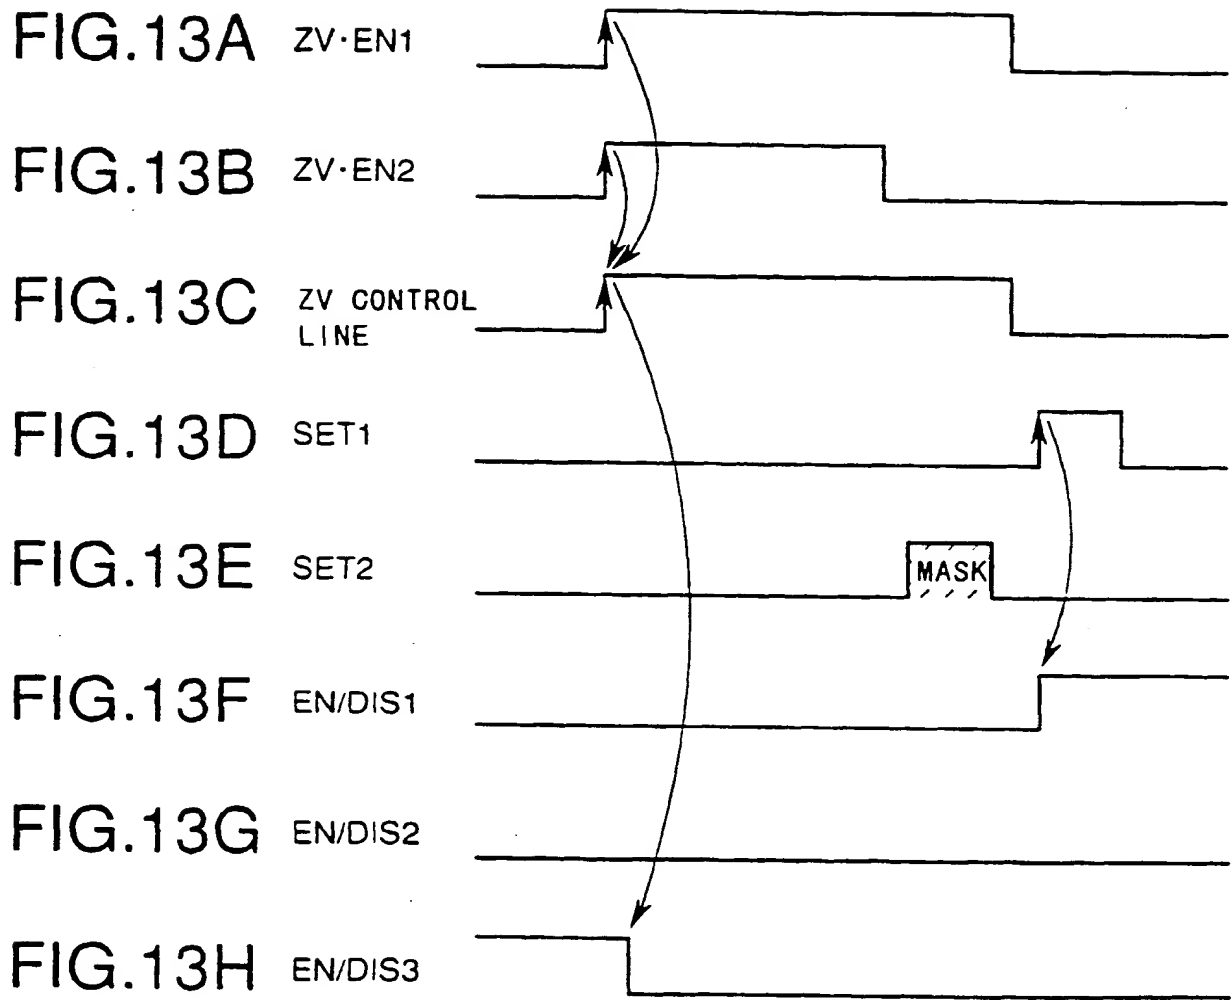 FIG.13A ZV·EN1
FIG.13B ZV·EN2
FIG.13C ZV CONTROL
LINE
FIG.13D SET1
FIG.13E SET2
MASK
FIG.13F EN/DIS1
FIG.13G EN/DIS2
FIG.13H EN/DIS3